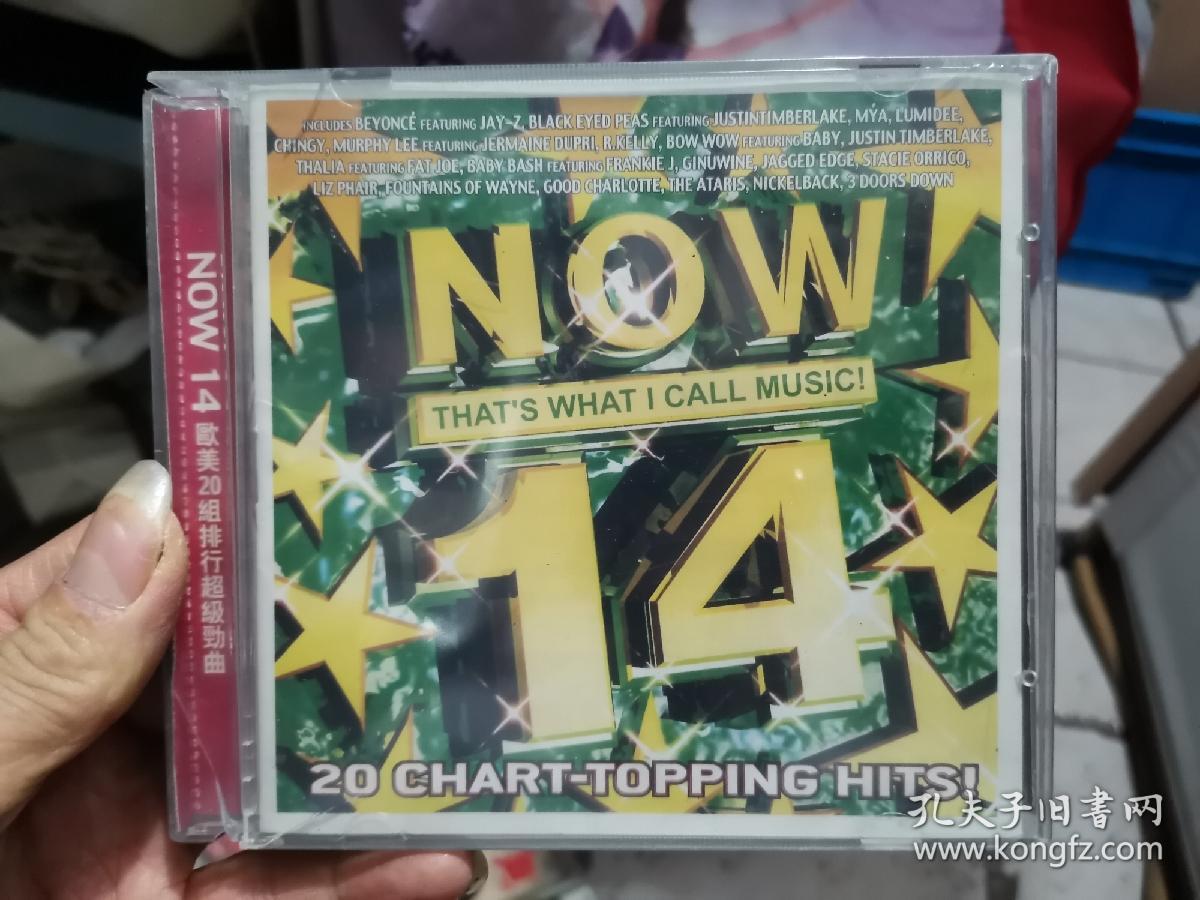 INCLUDES BEYONCÉ FEATURING JAY-Z, BLACK EYED PEAS FEATURING JUSTINTIMBERLAKE, MÝA, LUMIDEE,
CHINGY, MURPHY LEE FEATURING JERMAINE DUPRI, R.KELLY, BOW WOW FEATURING BABY, JUSTIN TIMBERLAKE,
THALIA FEATURING FAT JOE, BABY BASH FEATURING FRANKIE J, GINUWINE, JAGGED EDGE, STACIE ORRICO,
LIZ PHAIR, FOUNTAINS OF WAYNE, GOOD CHARLOTTE, THE ATARIS, NICKELBACK, 3 DOORS DOWN
NOW
THAT'S WHAT I CALL MUSIC!
14
20 CHART-TOPPING HITS!
NOW 14 歐美20組排行超級勁曲
孔夫子旧书网
www.kongfz.com